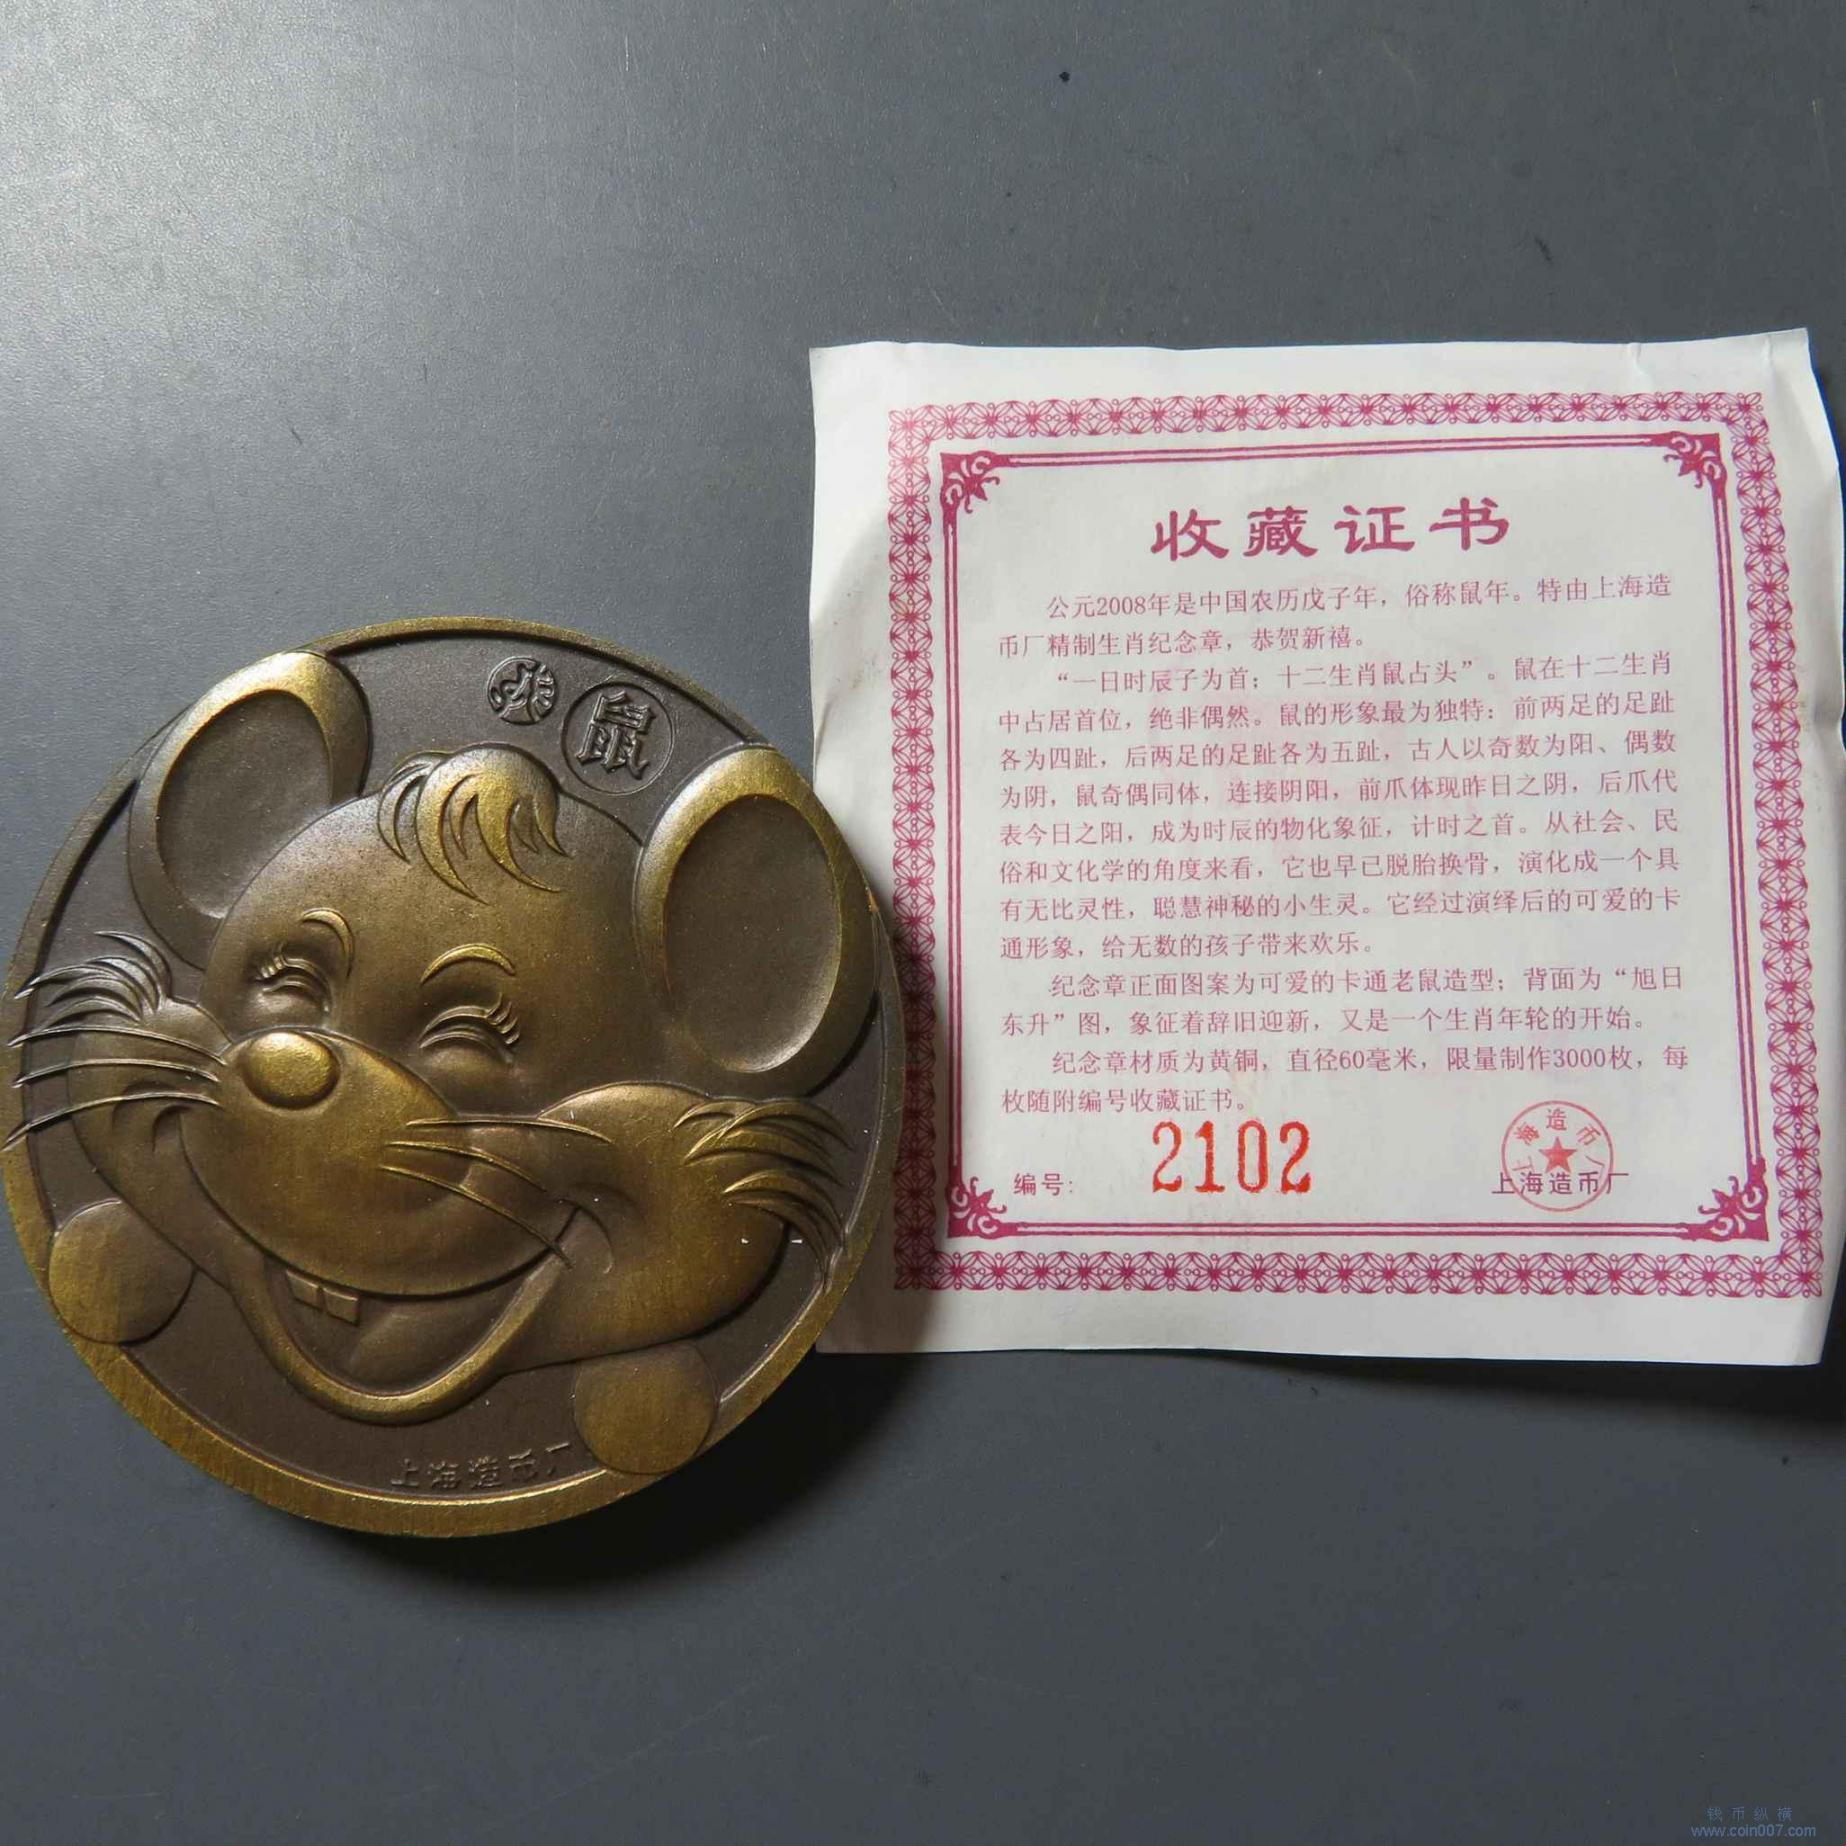 鼠
上海造币厂
收藏证书
公元2008年是中国农历戊子年，俗称鼠年。特由上海造
币厂精制生肖纪念章，恭贺新禧。
“一日时辰子为首；十二生肖鼠占头”。鼠在十二生肖
中占居首位，绝非偶然。鼠的形象最为独特：前两足的足趾
各为四趾，后两足的足趾各为五趾，古人以奇数为阳、偶数
为阴，鼠奇偶同体，连接阴阳，前爪体现昨日之阴，后爪代
表今日之阳，成为时辰的物化象征，计时之首。从社会、民
俗和文化学的角度来看，它也早已脱胎换骨，演化成一个具
有无比灵性，聪慧神秘的小生灵。它经过演绎后的可爱的卡
通形象，给无数的孩子带来欢乐。
纪念章正面图案为可爱的卡通老鼠造型；背面为“旭日
东升”图，象征着辞旧迎新，又是一个生肖年轮的开始。
纪念章材质为黄铜，直径60毫米，限量制作3000枚，每
枚随附编号收藏证书。
编号：2102
上海造币厂
上海造币厂
钱币纵横
www.coin007.com